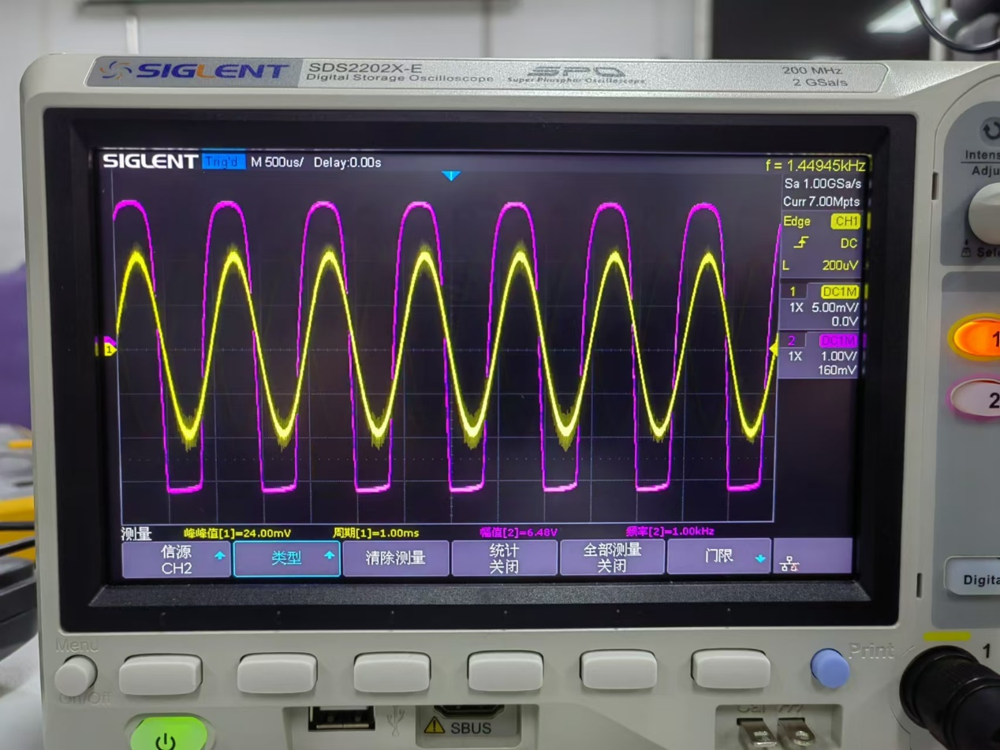 SIGLENT
SDS2202X-E
Digital Storage Oscilloscope
SPO
Super Phosphor Oscilloscope
200 MHz
2 GSa/s
SIGLENT Trig'd M 500us/ Delay:0.00s
f = 1.44945kHz
Sa 1.00GSa/s
Curr 7.00Mpts
Edge CH1
DC
L 200uV
1 DC1M
1X 5.00mV/
0.0V
2 DC1M
1X 1.00V/
160mV
1
测量 峰峰值[1]=24.00mV 周期[1]=1.00ms 幅值[2]=6.48V 频率[2]=1.00kHz
信源
CH2
类型
清除测量
统计
关闭
全部测量
关闭
门限
Menu
On/Off
Print
SBUS
Cal
1
2
1